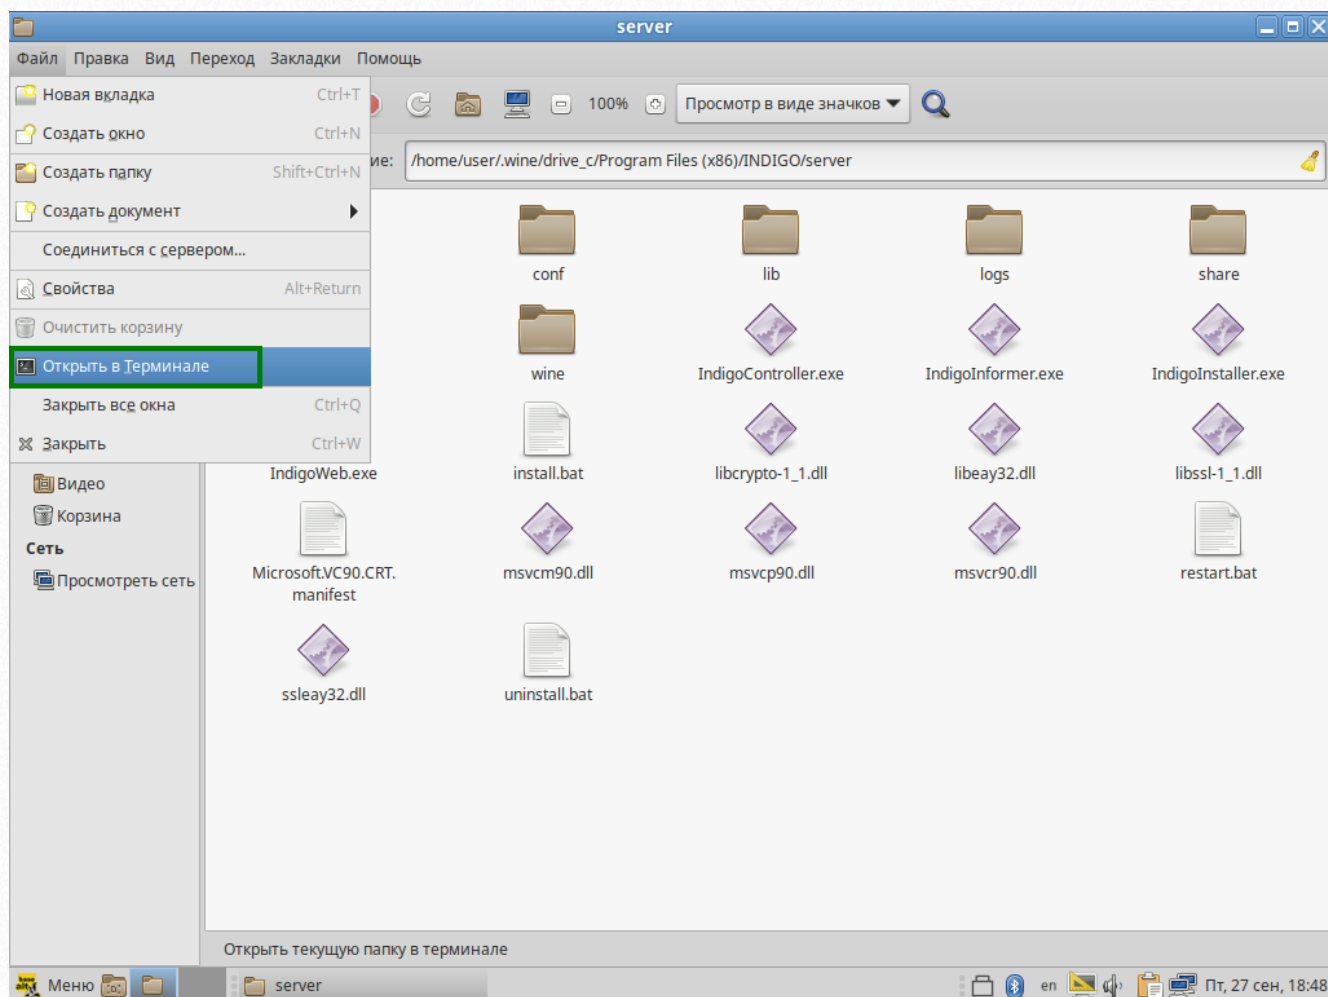 server
Файл Правка Вид Переход Закладки Помощь
Новая вкладка Ctrl+T
Создать окно Ctrl+N
Создать папку Shift+Ctrl+N
Создать документ
Соединиться с сервером...
Свойства Alt+Return
Очистить корзину
Открыть в Терминале
Закрыть все окна Ctrl+Q
Закрыть Ctrl+W
100% Просмотр в виде значков
ие: /home/user/.wine/drive_c/Program Files (x86)/INDIGO/server
Видео
Корзина
Сеть
Просмотреть сеть
conf lib logs share
wine IndigoController.exe IndigoInformer.exe IndigoInstaller.exe
IndigoWeb.exe install.bat libcrypto-1_1.dll libeay32.dll libssl-1_1.dll
Microsoft.VC90.CRT. msvcm90.dll msvcp90.dll msvcr90.dll restart.bat
manifest
ssleay32.dll uninstall.bat
Открыть текущую папку в терминале
Меню server en Пт, 27 сен, 18:48